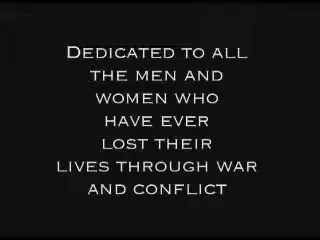 DEDICATED TO ALL
THE MEN AND
WOMEN WHO
HAVE EVER
LOST THEIR
LIVES THROUGH WAR
AND CONFLICT